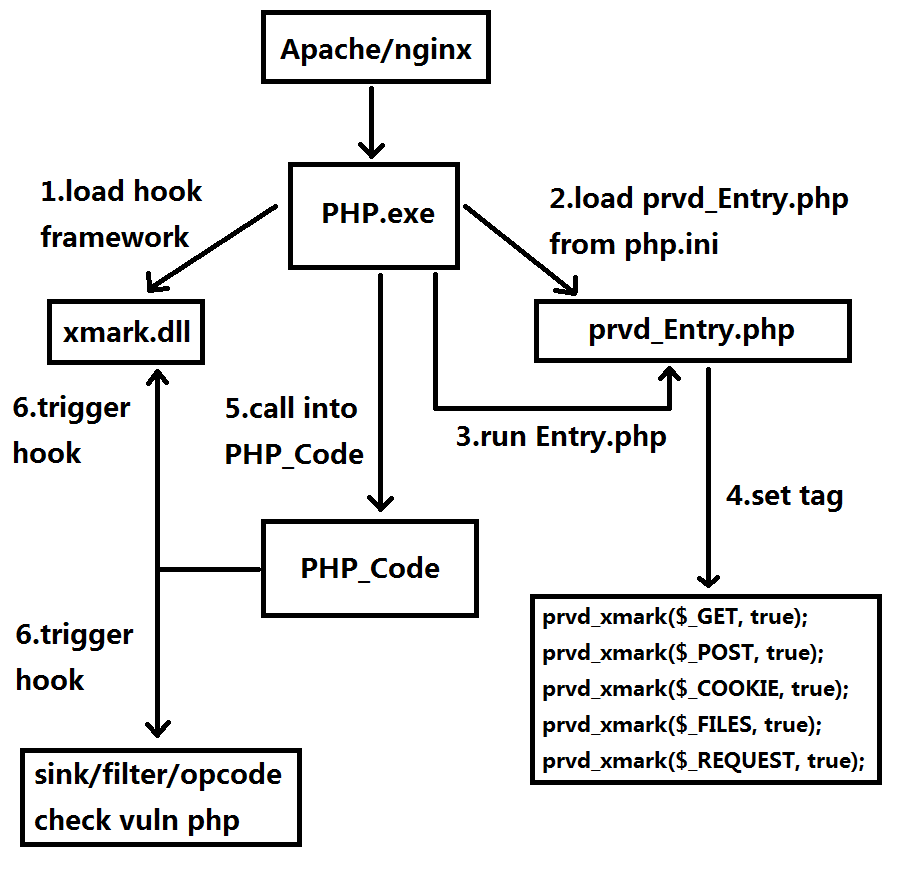 Apache/nginx
PHP.exe
1.load hook
framework
2.load prvd_Entry.php
from php.ini
xmark.dll
prvd_Entry.php
6.trigger
hook
5.call into
PHP_Code
3.run Entry.php
4.set tag
PHP_Code
6.trigger
hook
prvd_xmark($_GET, true);
prvd_xmark($_POST, true);
prvd_xmark($_COOKIE, true);
prvd_xmark($_FILES, true);
prvd_xmark($_REQUEST, true);
sink/filter/opcode
check vuln php